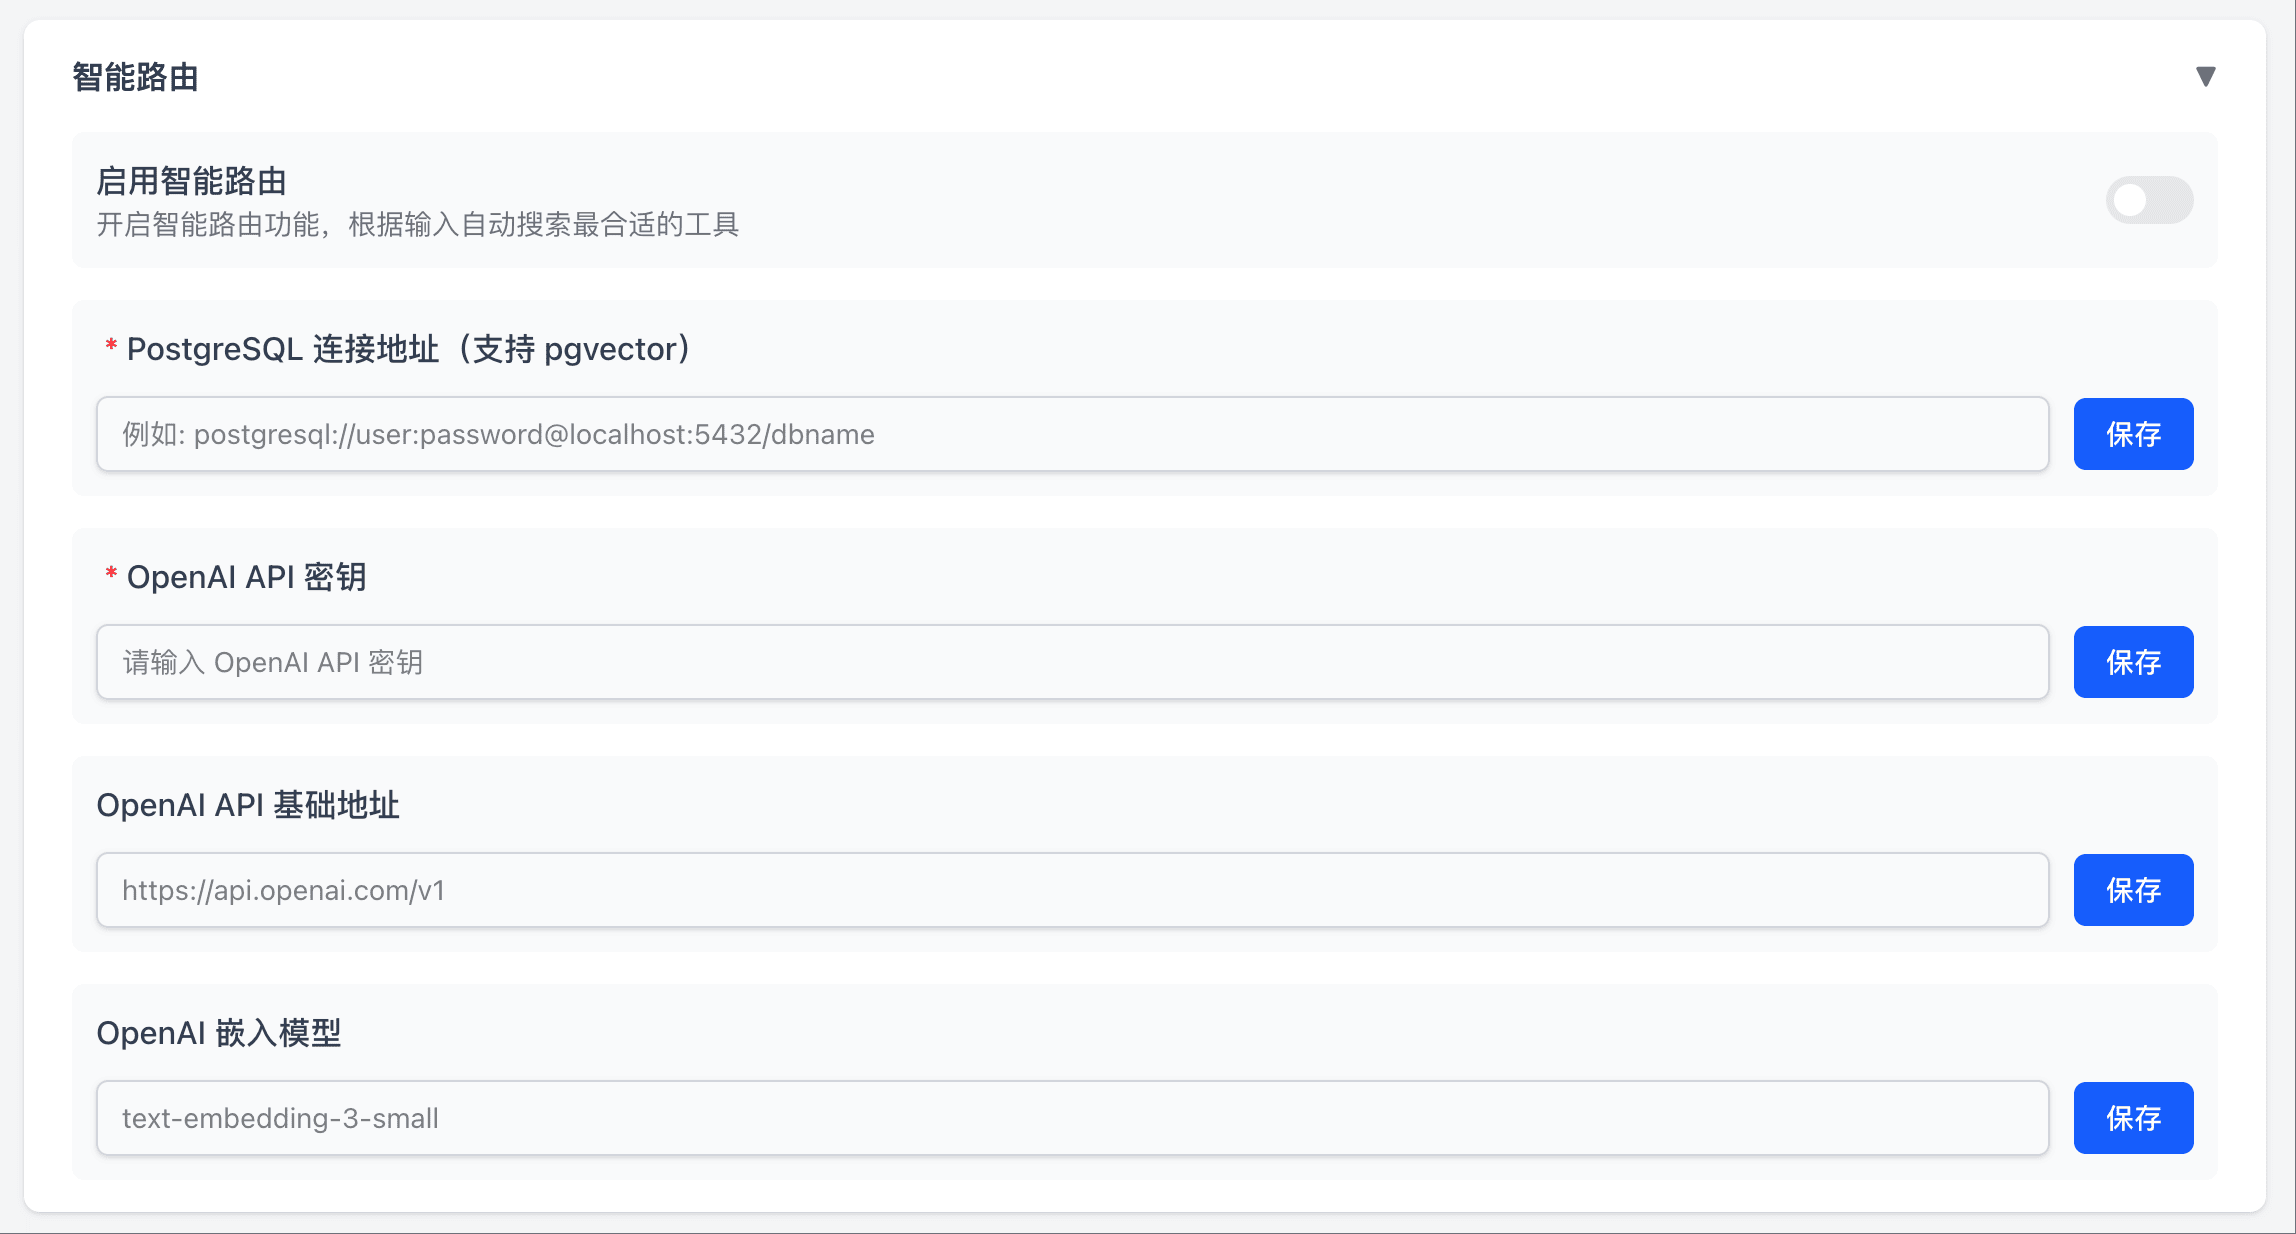 智能路由
▼
启用智能路由
开启智能路由功能，根据输入自动搜索最合适的工具
* PostgreSQL 连接地址（支持 pgvector）
例如: postgresql://user:password@localhost:5432/dbname
保存
* OpenAI API 密钥
请输入 OpenAI API 密钥
保存
OpenAI API 基础地址
https://api.openai.com/v1
保存
OpenAI 嵌入模型
text-embedding-3-small
保存